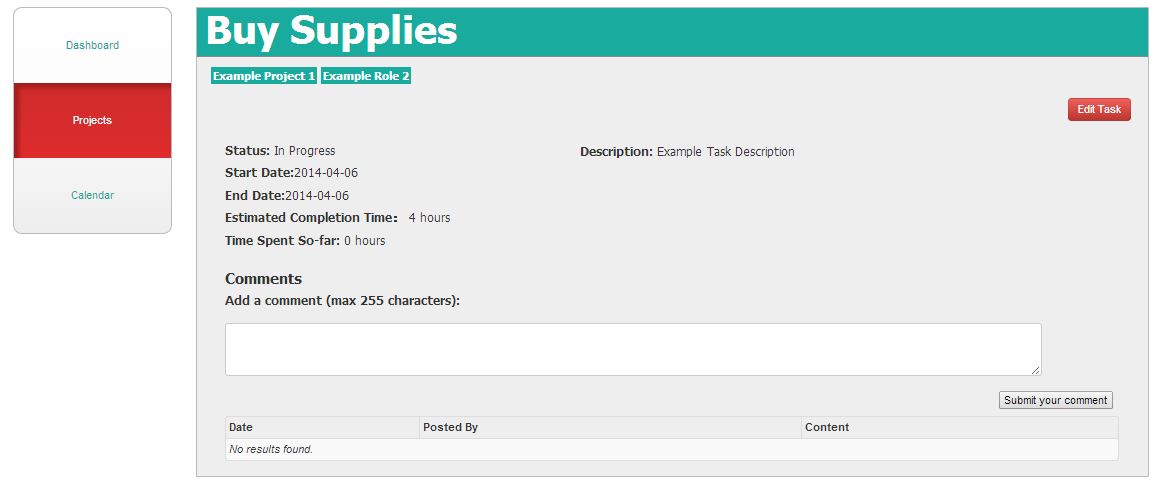 Dashboard
Projects
Calendar
Buy Supplies
Example Project 1 Example Role 2
Edit Task
Status: In Progress
Description: Example Task Description
Start Date:2014-04-06
End Date:2014-04-06
Estimated Completion Time: 4 hours
Time Spent So-far: 0 hours
Comments
Add a comment (max 255 characters):
Submit your comment
Date Posted By Content
No results found.